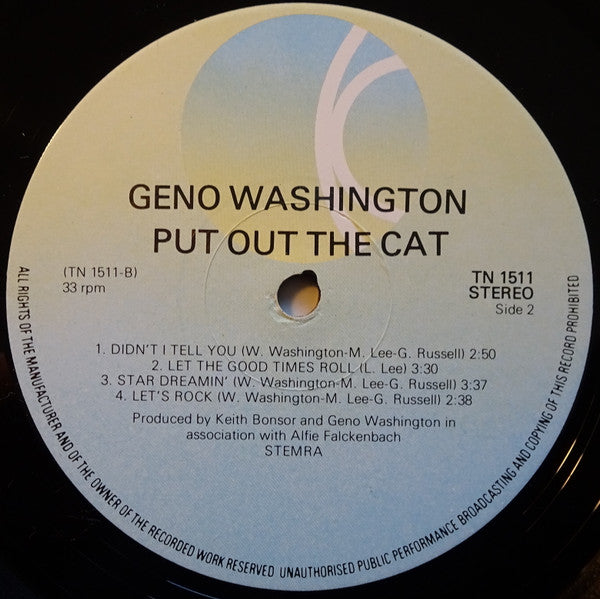 GENO WASHINGTON
PUT OUT THE CAT
(TN 1511-B)
33 rpm
TN 1511
STEREO
Side 2
1. DIDN'T I TELL YOU (W. Washington-M. Lee-G. Russell) 2:50
2. LET THE GOOD TIMES ROLL (L. Lee) 3:30
3. STAR DREAMIN' (W. Washington-M. Lee-G. Russell) 3:37
4. LET'S ROCK (W. Washington-M. Lee-G. Russell) 2:38
Produced by Keith Bonsor and Geno Washington in
association with Alfie Falckenbach
STEMRA
ALL RIGHTS OF THE MANUFACTURER AND OF THE OWNER OF THE RECORDED WORK RESERVED UNAUTHORISED PUBLIC PERFORMANCE BROADCASTING AND COPYING OF THIS RECORD PROHIBITED